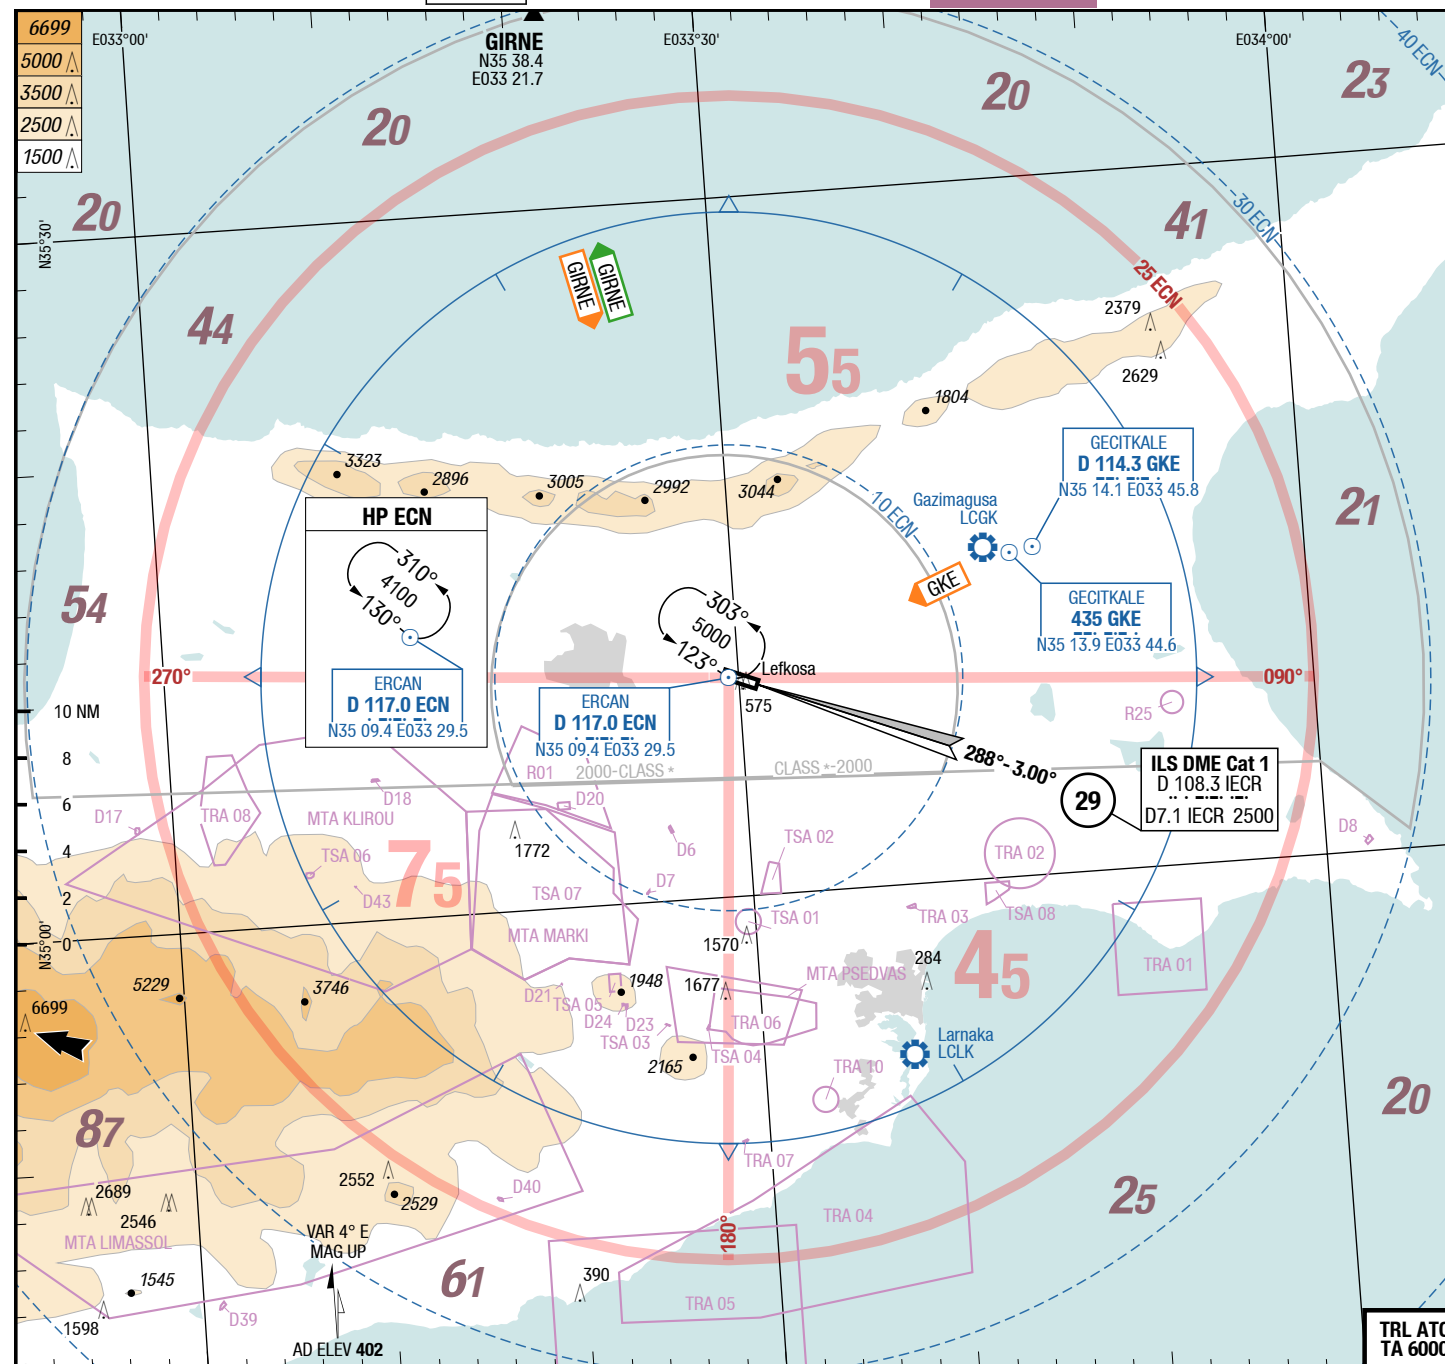 6699
5000
3500
2500
1500
E033°00'
GIRNE
N35 38.4
E033 21.7
E033°30'
E034°00'
40 ECN
23
20
20
20
N35°30'
41
30 ECN
25 ECN
GIRNE
GIRNE
44
55
2379
2629
1804
3323
2896
3005
2992
3044
GECITKALE
D 114.3 GKE
N35 14.1 E033 45.8
Gazimagusa
LCGK
10 ECN
21
HP ECN
310°
4100
130°
GKE
GECITKALE
435 GKE
N35 13.9 E033 44.6
54
303°
5000
123°
Lefkosa
575
270°
090°
ERCAN
D 117.0 ECN
N35 09.4 E033 29.5
ERCAN
D 117.0 ECN
N35 09.4 E033 29.5
R25
10 NM
8
6
4
2
0
288°-3.00°
29
ILS DME Cat 1
D 108.3 IECR
D7.1 IECR 2500
R01
2000-CLASS *
CLASS *-2000
D18
D20
D17
TRA 08
MTA KLIROU
D8
TSA 06
1772
D6
TSA 02
TRA 02
75
D43
TSA 07
D7
TSA 01
TRA 03
TSA 08
N35°00'
MTA MARKI
1570
284
45
TRA 01
5229
3746
D21
TSA 05
1948
1677
MTA PSEDVAS
6699
D24
D23
TSA 03
TRA 06
TSA 04
2165
Larnaka
LCLK
TRA 10
87
20
TRA 07
2552
2529
D40
2689
2546
25
MTA LIMASSOL
VAR 4° E
MAG UP
180°
TRA 04
1545
61
390
TRA 05
1598
D39
AD ELEV 402
TRL ATC
TA 6000